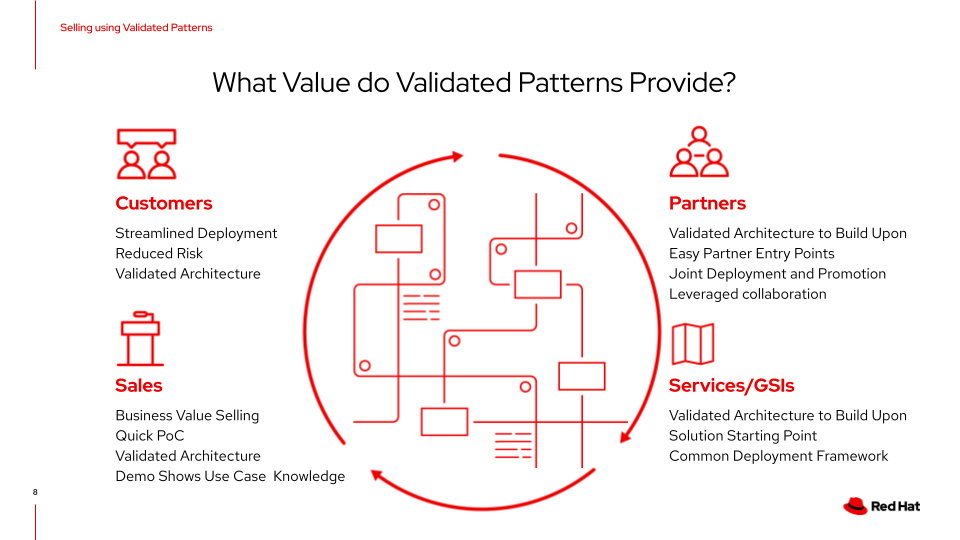 Selling using Validated Patterns
What Value do Validated Patterns Provide?
Customers
Streamlined Deployment
Reduced Risk
Validated Architecture
Sales
Business Value Selling
Quick PoC
Validated Architecture
Demo Shows Use Case  Knowledge
Partners
Validated Architecture to Build Upon
Easy Partner Entry Points
Joint Deployment and Promotion
Leveraged collaboration
Services/GSIs
Validated Architecture to Build Upon
Solution Starting Point
Common Deployment Framework
8
Red Hat